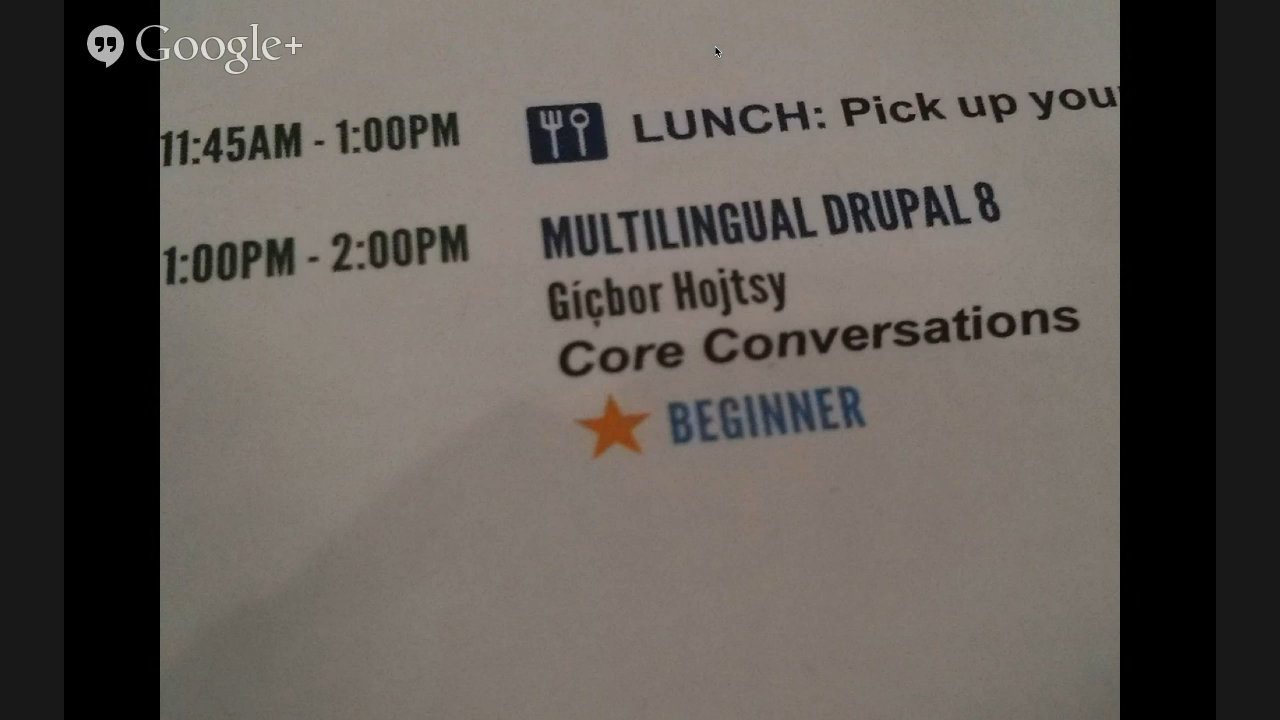 Google+
11:45AM - 1:00PM LUNCH: Pick up you
1:00PM - 2:00PM MULTILINGUAL DRUPAL 8
Gíçbor Hojtsy
Core Conversations
BEGINNER